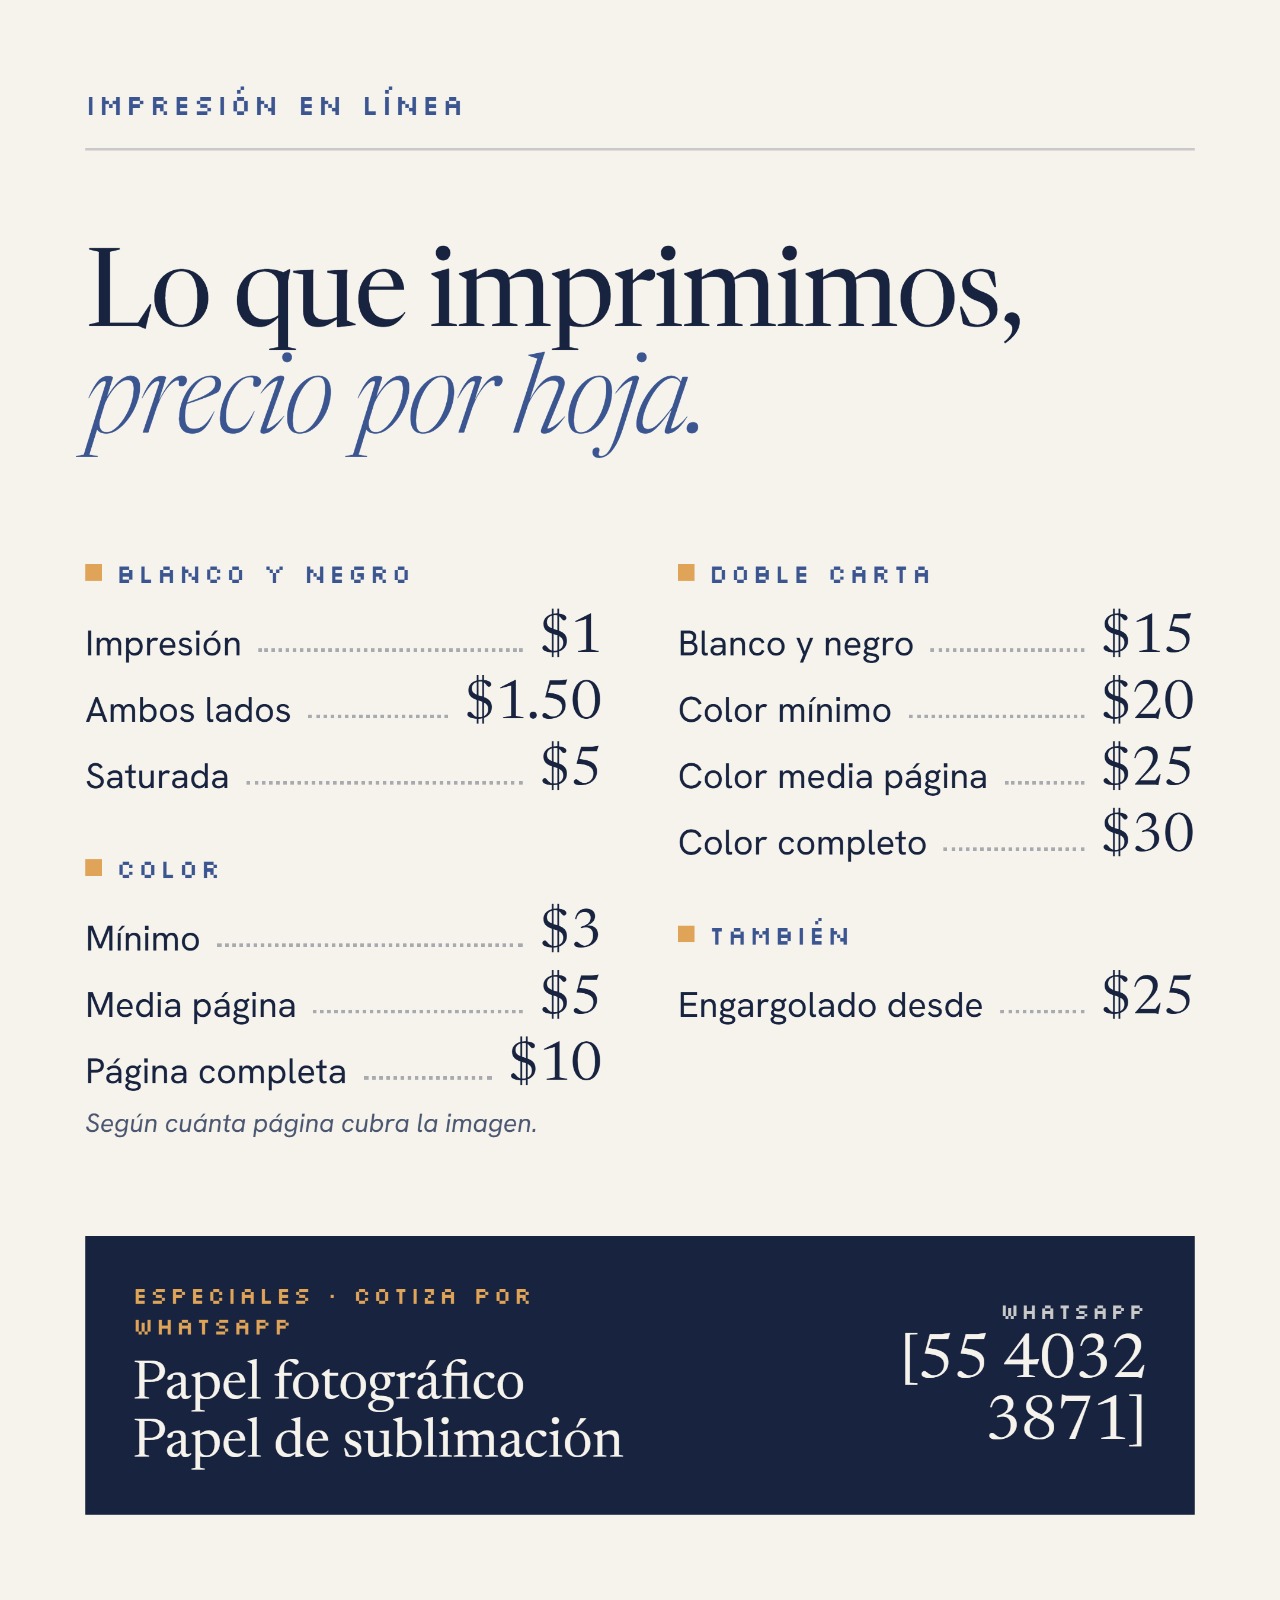 IMPRESIÓN EN LÍNEA
Lo que imprimimos,
precio por hoja.
BLANCO Y NEGRO
Impresión $1
Ambos lados $1.50
Saturada $5
COLOR
Mínimo $3
Media página $5
Página completa $10
Según cuánta página cubra la imagen.
DOBLE CARTA
Blanco y negro $15
Color mínimo $20
Color media página $25
Color completo $30
TAMBIÉN
Engargolado desde $25
ESPECIALES · COTIZA POR
WHATSAPP
Papel fotográfico
Papel de sublimación
WHATSAPP
[55 4032
3871]